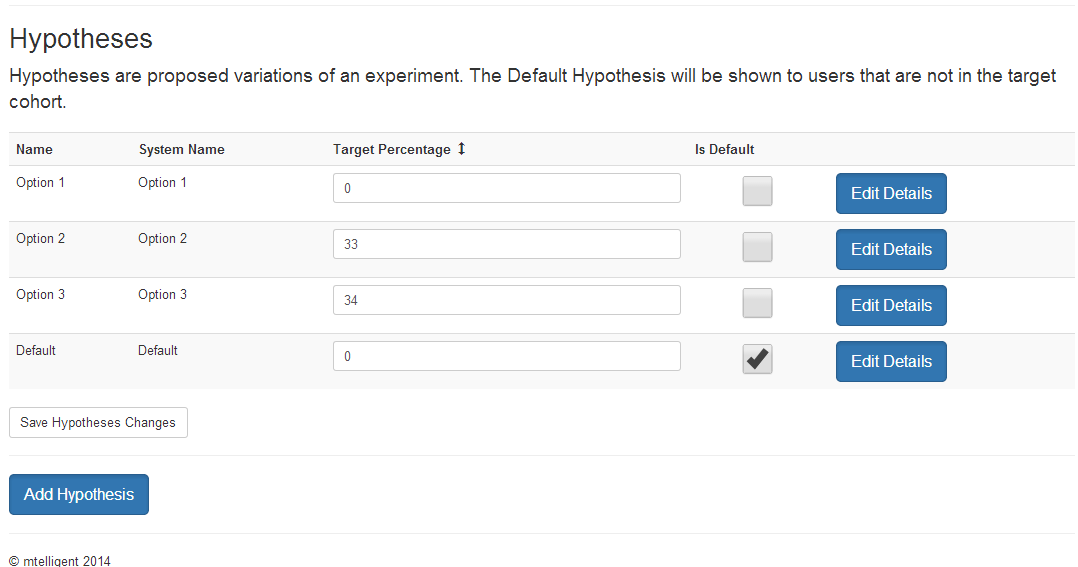 Hypotheses
Hypotheses are proposed variations of an experiment. The Default Hypothesis will be shown to users that are not in the target
cohort.
Name System Name Target Percentage Is Default
Option 1 Option 1 0 Edit Details
Option 2 Option 2 33 Edit Details
Option 3 Option 3 34 Edit Details
Default Default 0 Edit Details
Save Hypotheses Changes
Add Hypothesis
© mtelligent 2014